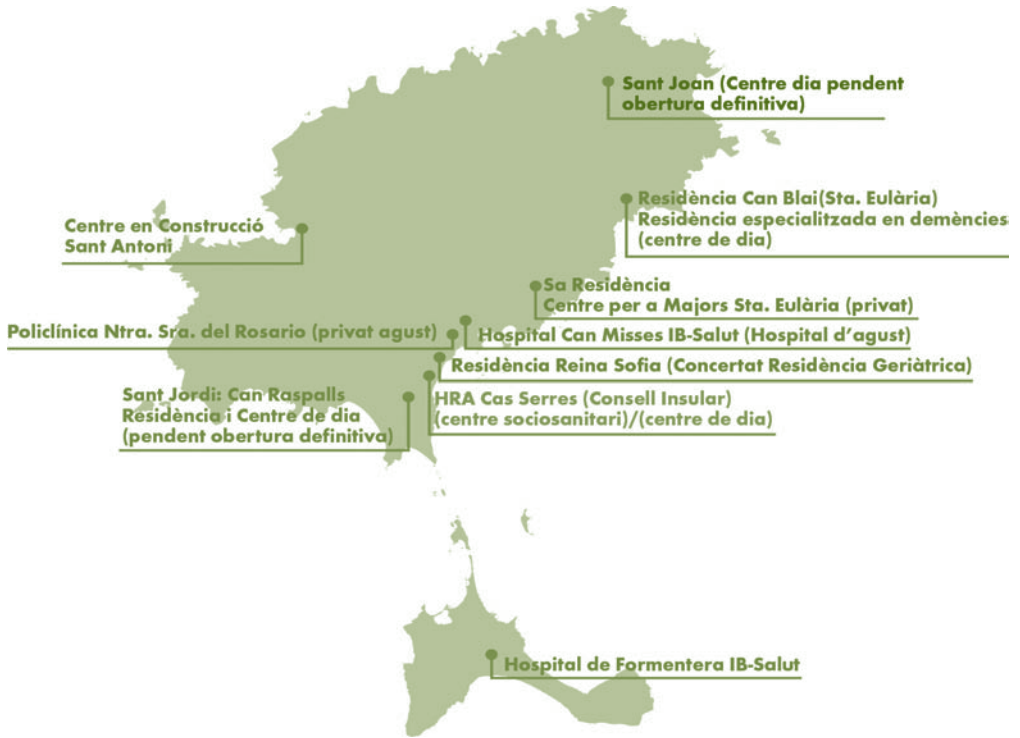 Sant Joan (Centre dia pendent
obertura definitiva)
Residència Can Blai(Sta. Eulària)
Residència especialitzada en demències
(centre de dia)
Centre en Construcció
Sant Antoni
Sa Residència
Centre per a Majors Sta. Eulària (privat)
Policlínica Ntra. Sra. del Rosario (privat agust)
Hospital Can Misses IB-Salut (Hospital d'agust)
Residència Reina Sofia (Concertat Residència Geriàtrica)
Sant Jordi: Can Raspalls
Residència i Centre de dia
(pendent obertura definitiva)
HRA Cas Serres (Consell Insular)
(centre sociosanitari)/(centre de dia)
Hospital de Formentera IB-Salut